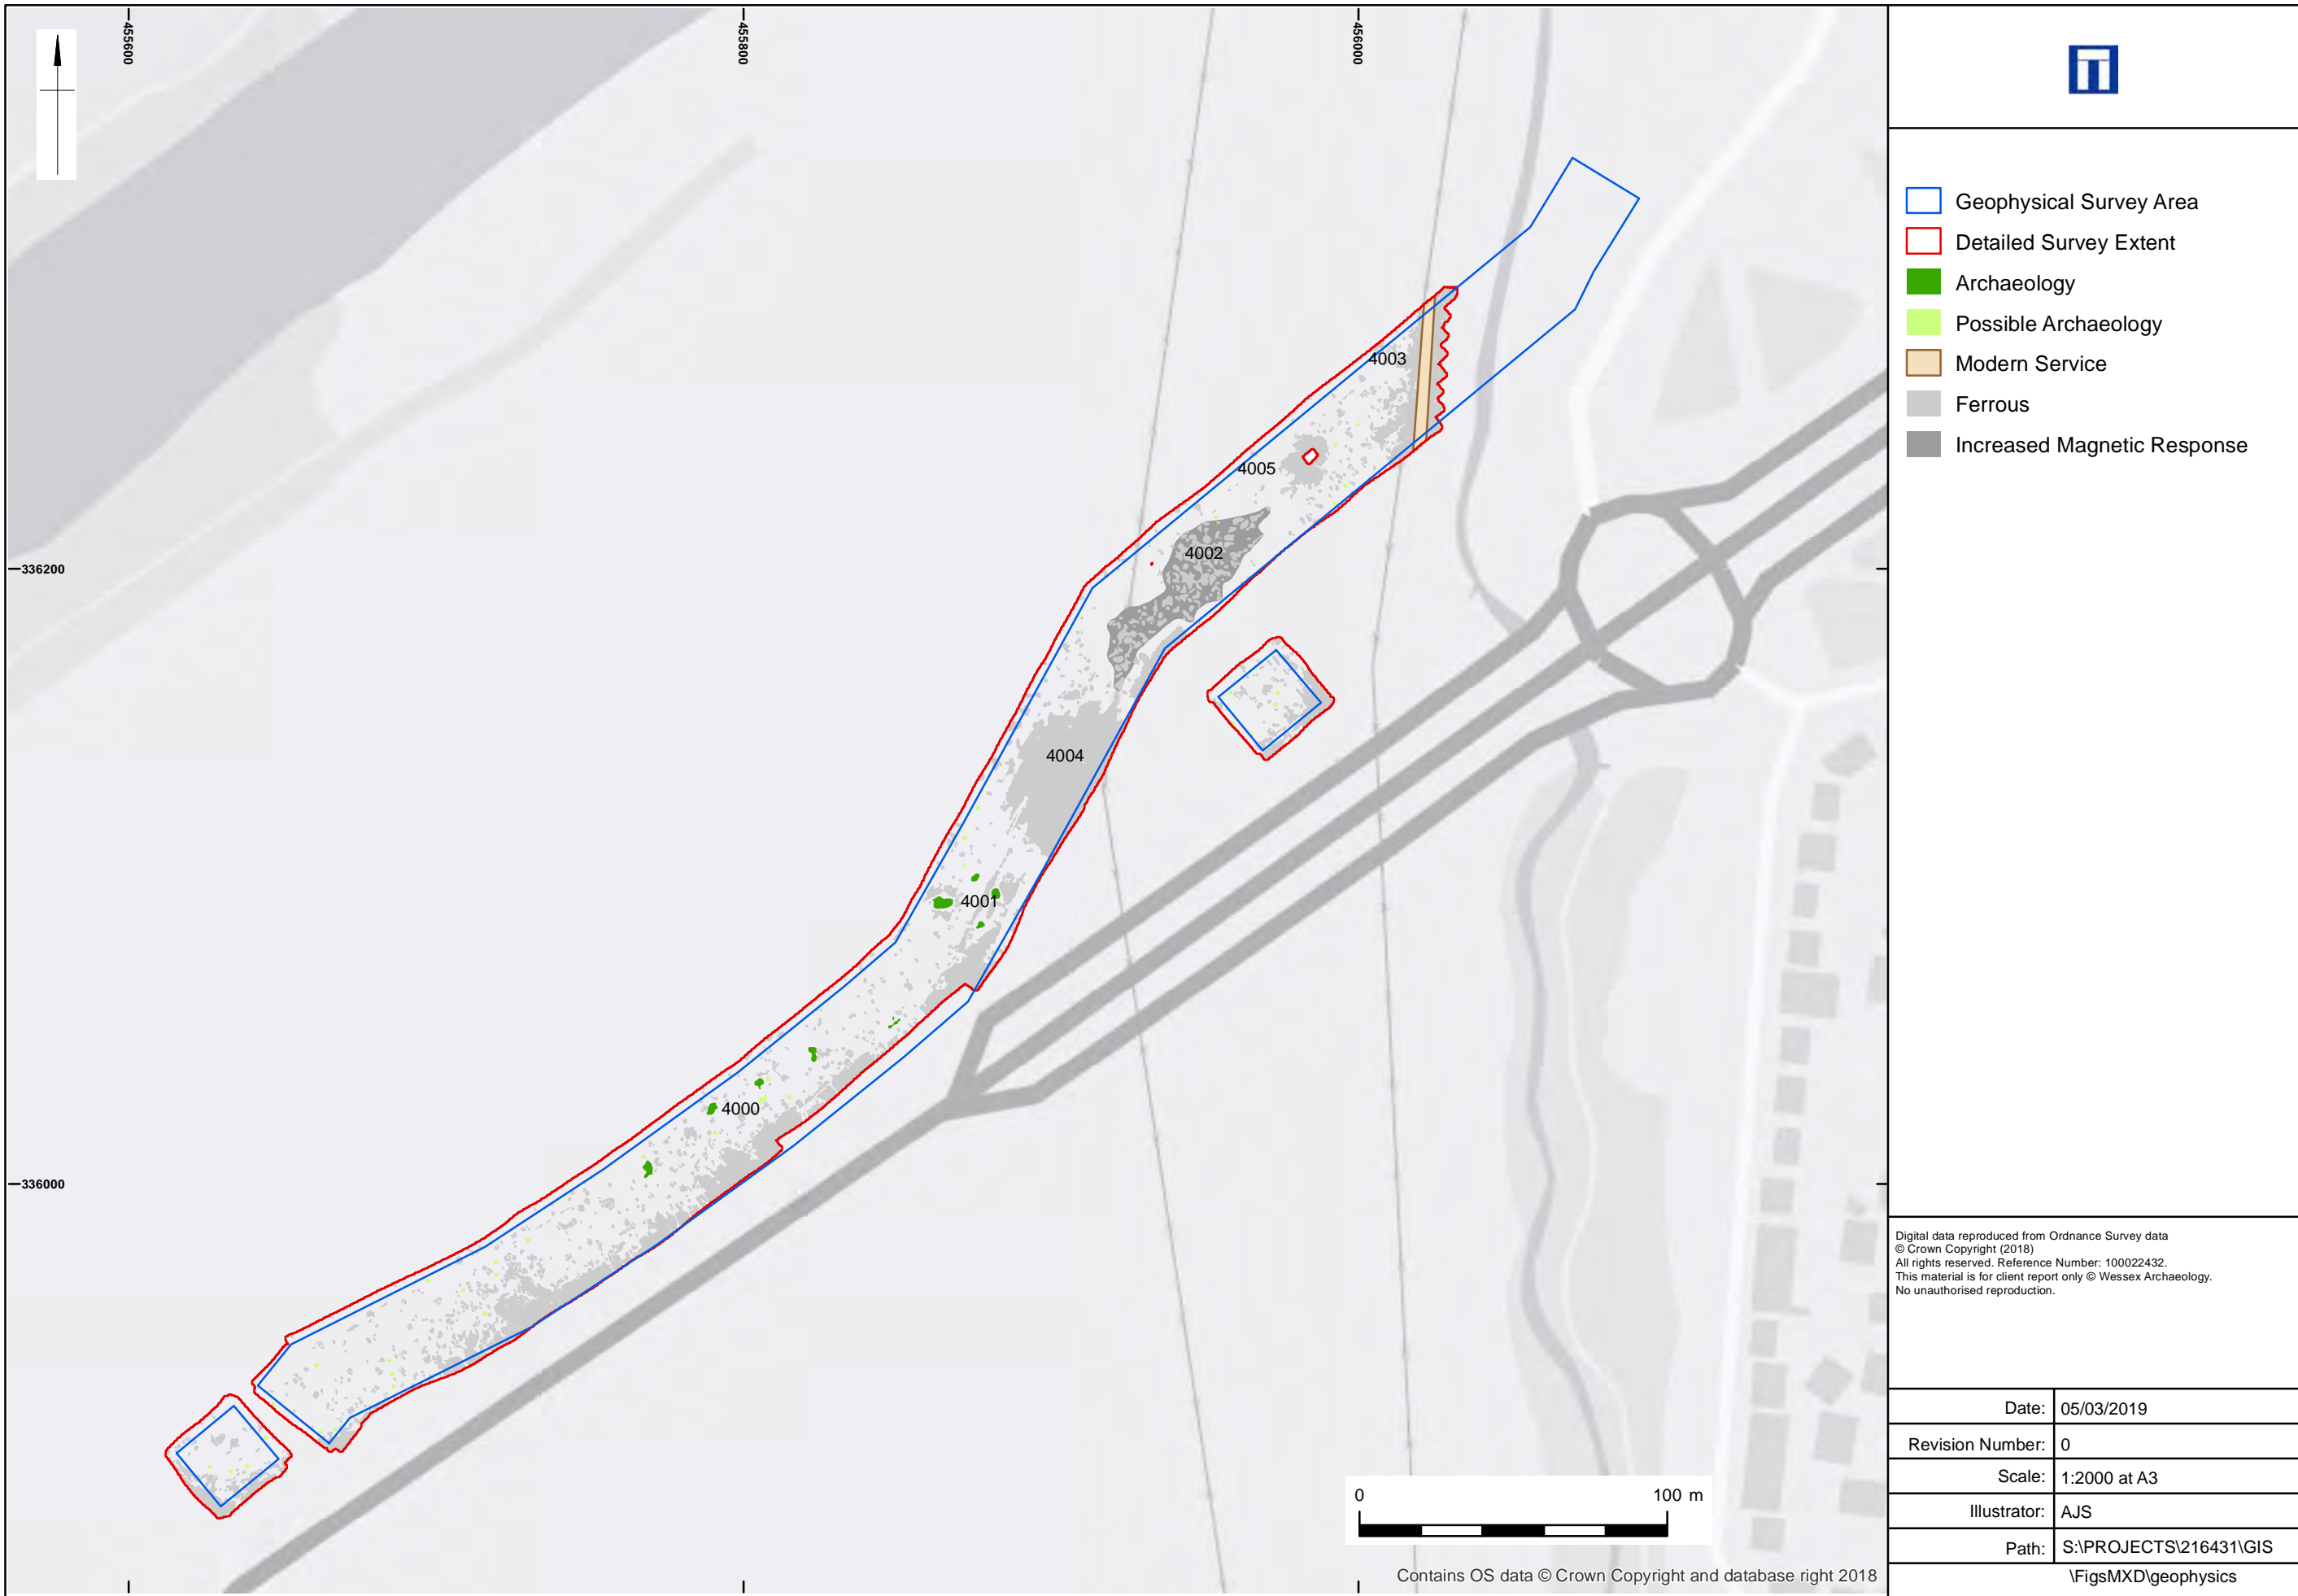 455600
455800
456000
336200
336000
4003
4005
4002
4004
4001
4000
0 100 m
Contains OS data © Crown Copyright and database right 2018
Geophysical Survey Area
Detailed Survey Extent
Archaeology
Possible Archaeology
Modern Service
Ferrous
Increased Magnetic Response
Digital data reproduced from Ordnance Survey data
© Crown Copyright (2018)
All rights reserved. Reference Number: 100022432.
This material is for client report only © Wessex Archaeology.
No unauthorised reproduction.
Date: 05/03/2019
Revision Number: 0
Scale: 1:2000 at A3
Illustrator: AJS
Path: S:\PROJECTS\216431\GIS
\FigsMXD\geophysics